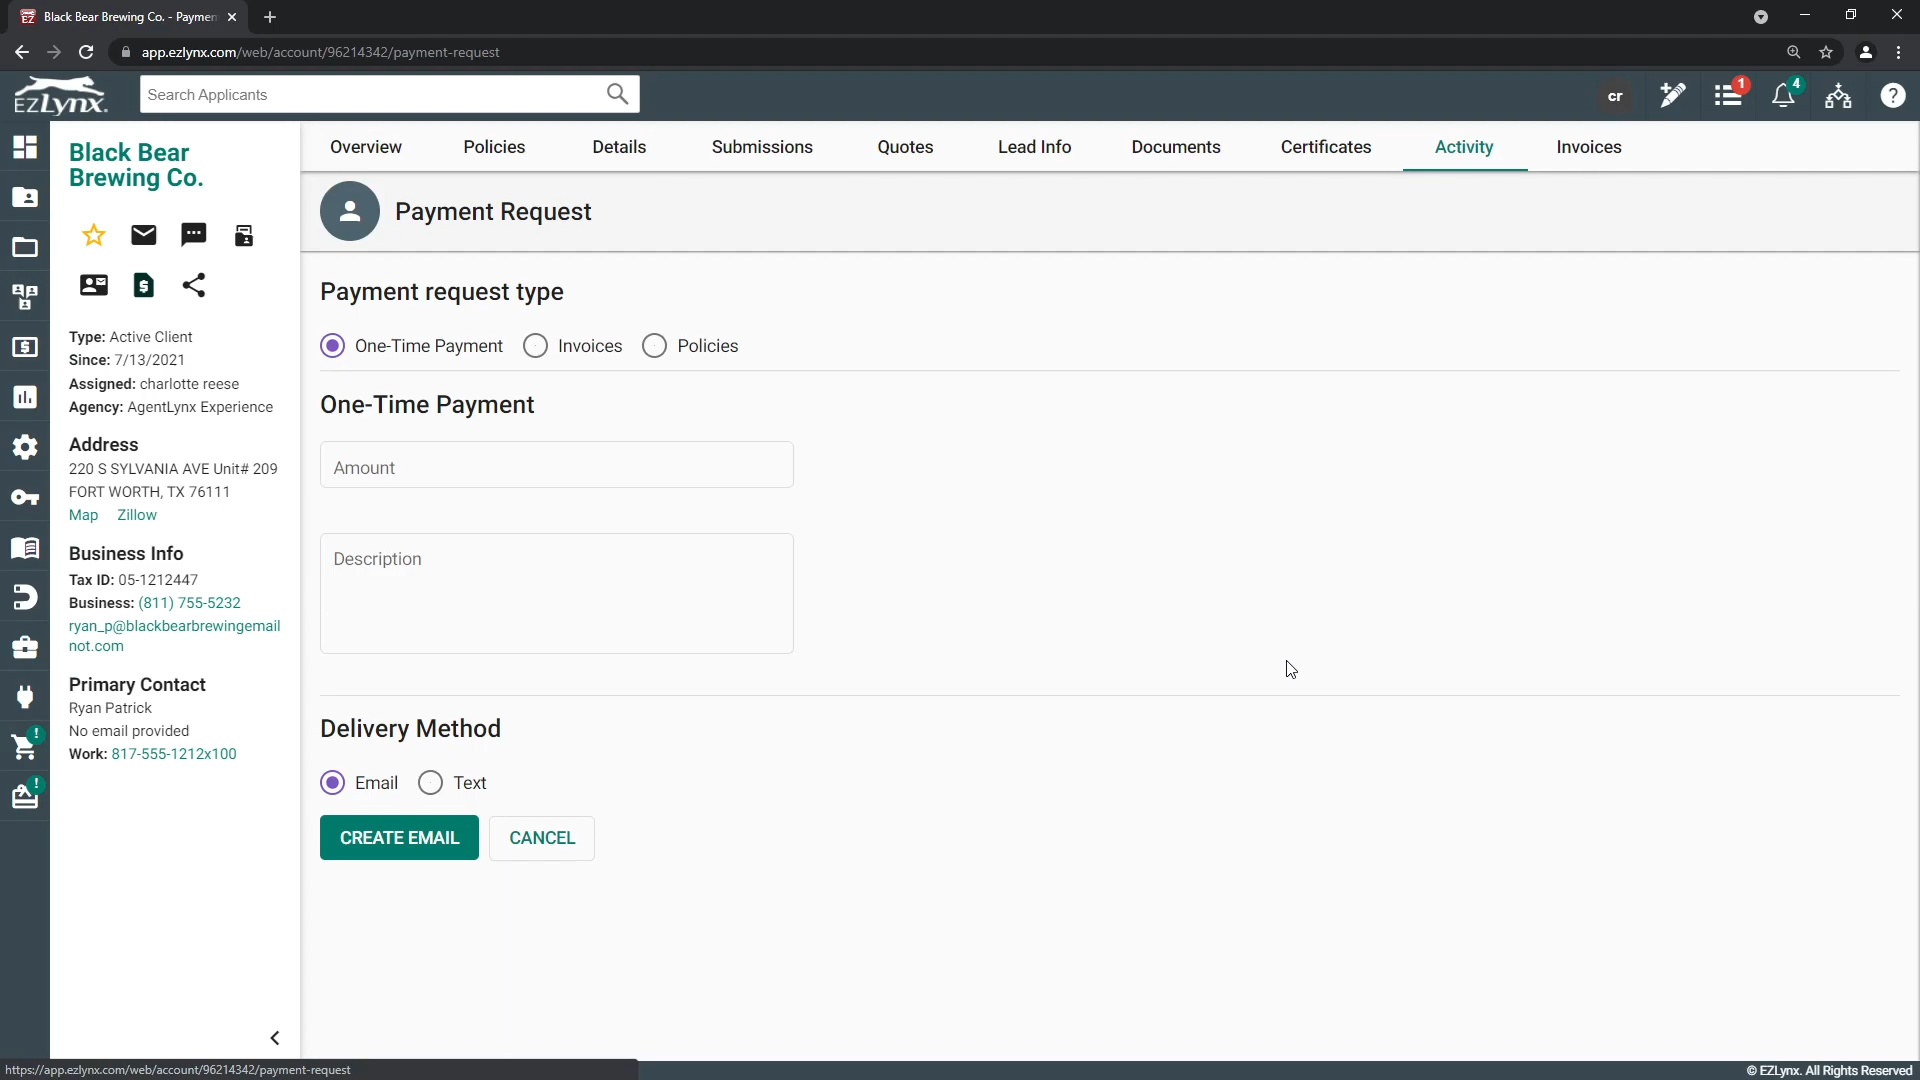 Black Bear Brewing Co. - Paymen
app.ezlynx.com/web/account/96214342/payment-request
EZLynx.
Search Applicants
cr
1
4
?
Black Bear
Brewing Co.
Overview
Policies
Details
Submissions
Quotes
Lead Info
Documents
Certificates
Activity
Invoices
Payment Request
Type: Active Client
Since: 7/13/2021
Assigned: charlotte reese
Agency: AgentLynx Experience
Address
220 S SYLVANIA AVE Unit# 209
FORT WORTH, TX 76111
Map Zillow
Business Info
Tax ID: 05-1212447
Business: (811) 755-5232
ryan_p@blackbearbrewingemail
not.com
Primary Contact
Ryan Patrick
No email provided
Work: 817-555-1212x100
Payment request type
One-Time Payment Invoices Policies
One-Time Payment
Amount
Description
Delivery Method
Email Text
CREATE EMAIL CANCEL
https://app.ezlynx.com/web/account/96214342/payment-request
© EZLynx. All Rights Reserved